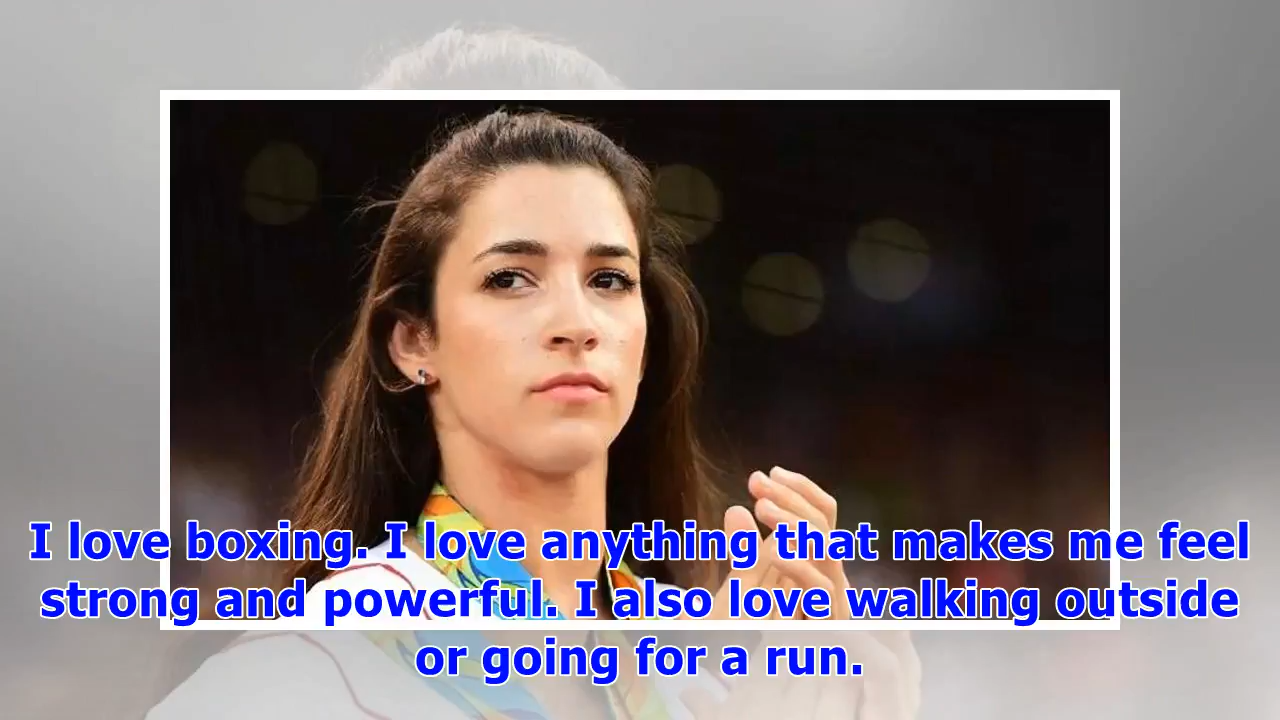 I love boxing. I love anything that makes me feel
strong and powerful. I also love walking outside
or going for a run.